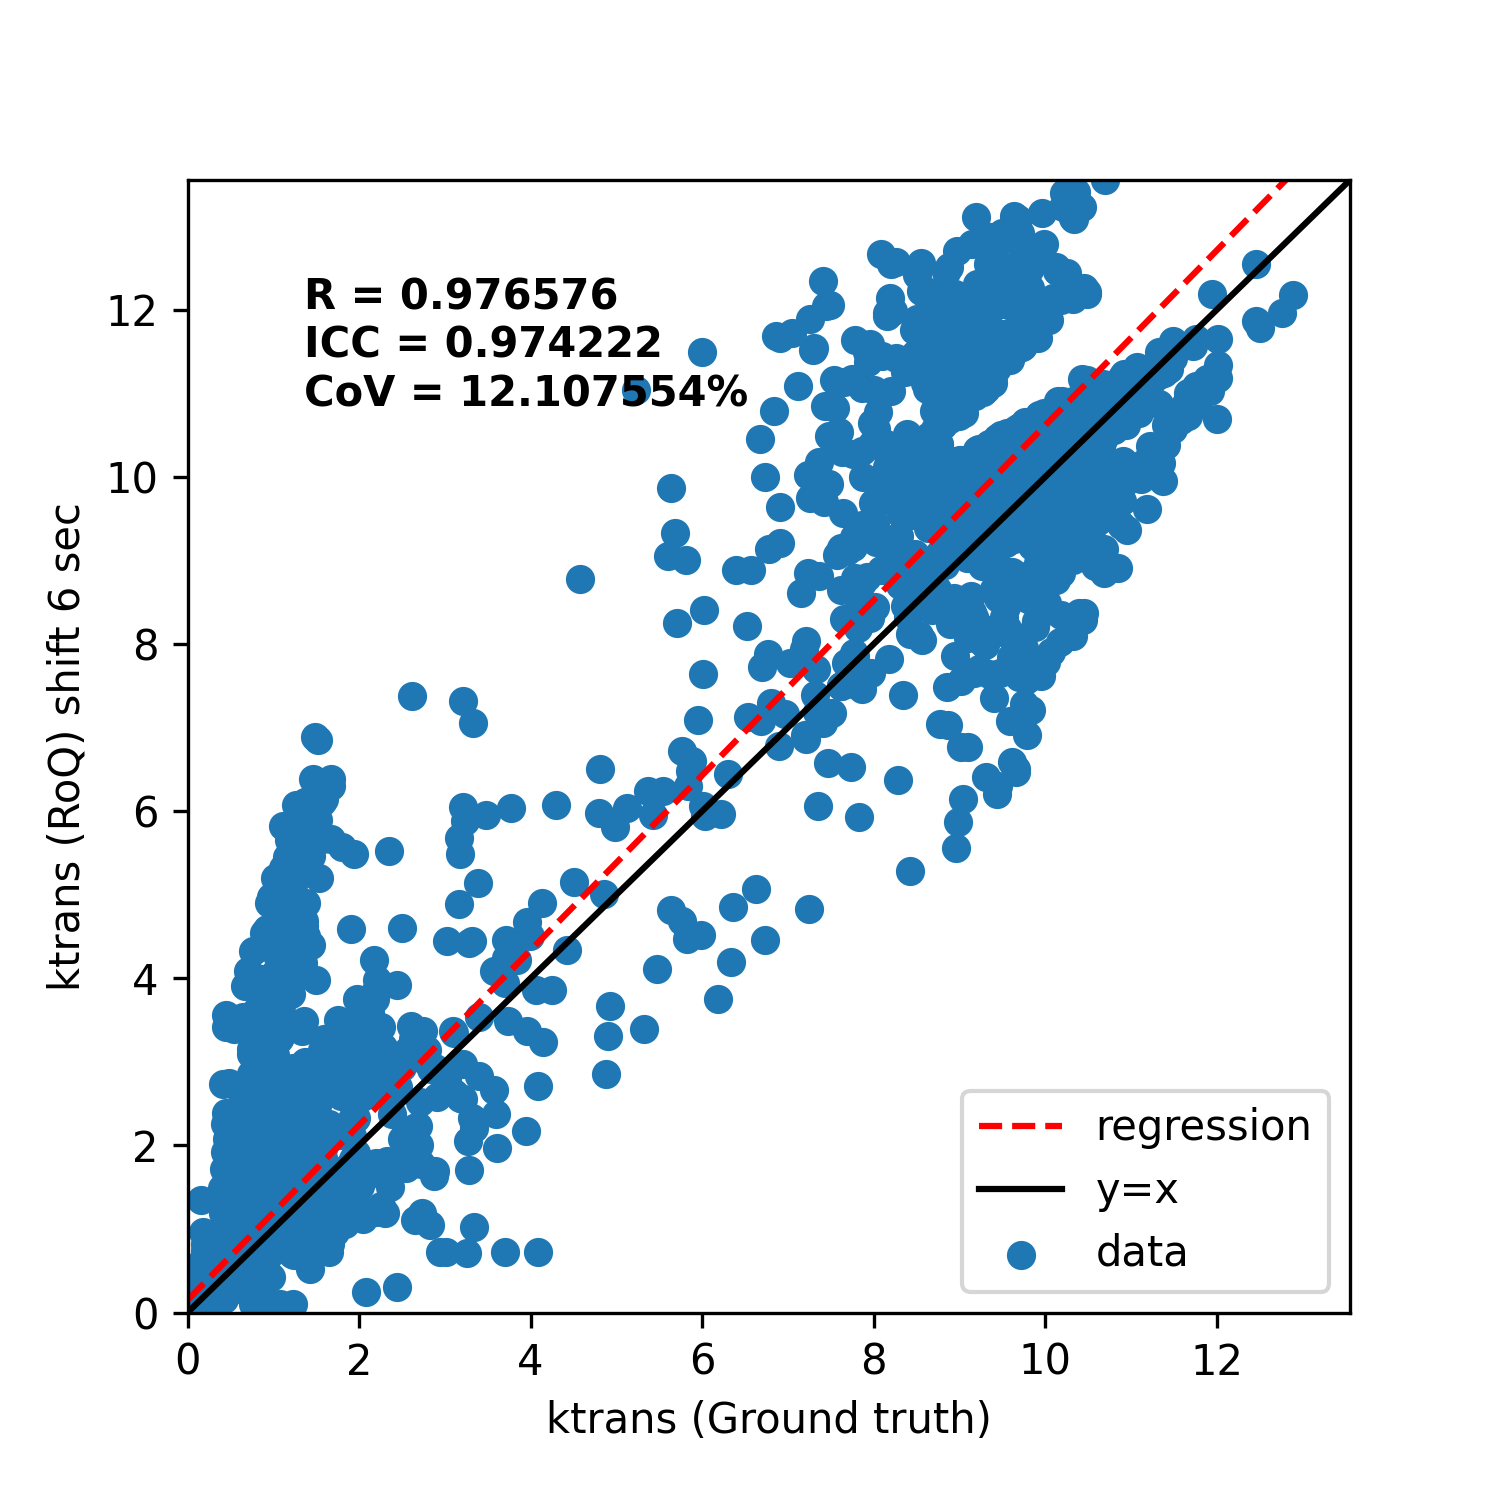 R = 0.976576
ICC = 0.974222
CoV = 12.107554%
ktrans (RoQ) shift 6 sec
12
10
8
6
4
2
0
0 2 4 6 8 10 12
ktrans (Ground truth)
regression
y=x
data